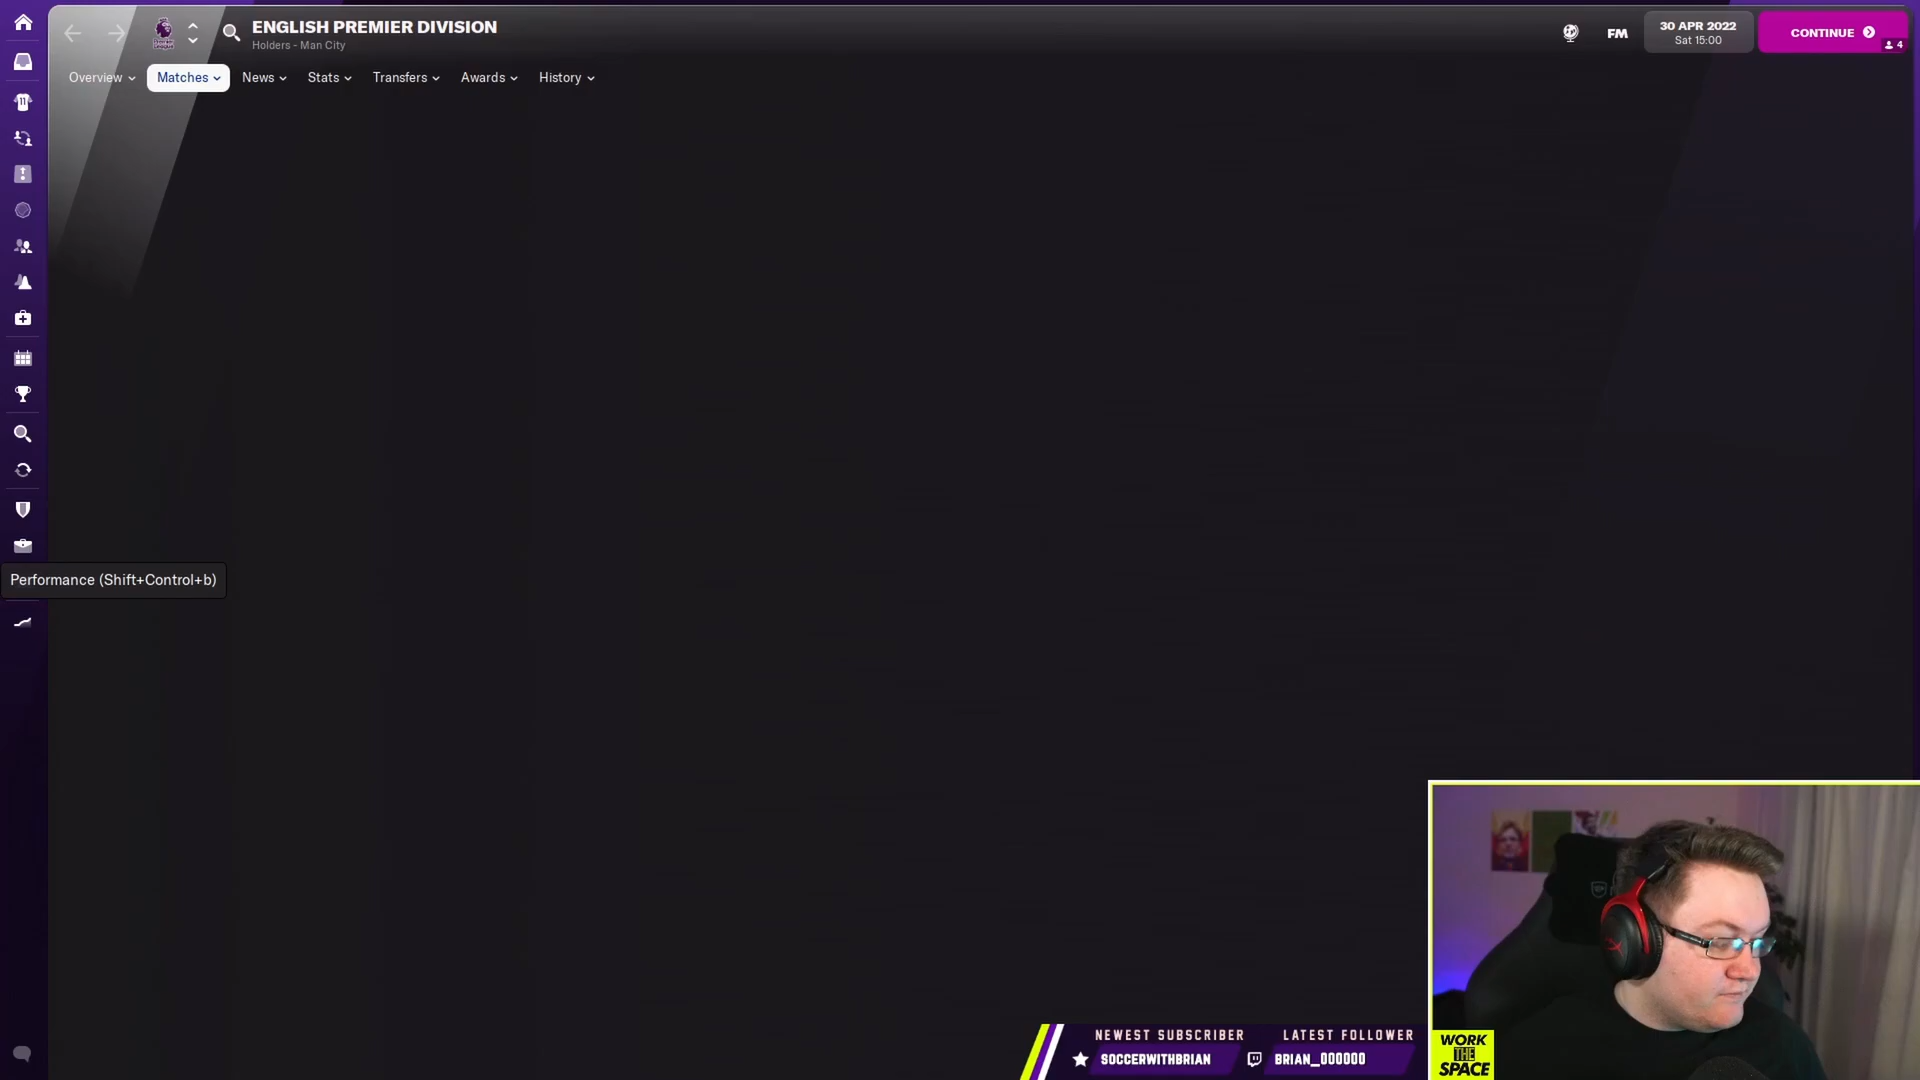 ENGLISH PREMIER DIVISION
Holders - Man City
FM
30 APR 2022
Sat 15:00
CONTINUE
4
Overview
Matches
News
Stats
Transfers
Awards
History
Performance (Shift+Control+b)
NEWEST SUBSCRIBER
SOCCERWITHBRIAN
LATEST FOLLOWER
BRIAN_000000
WORK
THE
SPACE